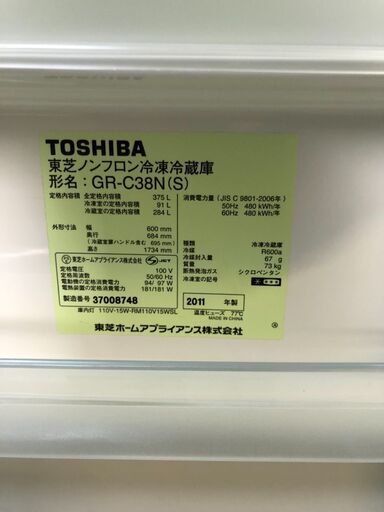 TOSHIBA
東芝ノンフロン冷凍冷蔵庫
形名：GR-C38N(S)
定格内容積 全定格内容積 375 L
冷凍室の定格内容積 91 L
冷蔵室の定格内容積 284 L
外形寸法 幅 600 mm
奥行 684 mm
(冷蔵室扉ハンドル含む 695 mm)
高さ 1734 mm
消費電力量 (JIS C 9801-2006年)
50Hz 480 kWh/年
60Hz 480 kWh/年
種類 冷凍冷蔵庫
冷媒 R600a
冷媒封入量 67 g
質量 73 kg
断熱発泡ガス シクロペンタン
冷凍室の記号
東芝ホームアプライアンス株式会社 JET
定格電圧 100 V
定格周波数 50/60 Hz
電動機の定格消費電力 94/ 97 W
電熱装置の定格消費電力 181/181 W
製造番号 37008748
2011 年製
庫内灯 110V-15W-RM110V15WSL
温度ヒューズ 77℃
MADE IN CHINA
東芝ホームアプライアンス株式会社